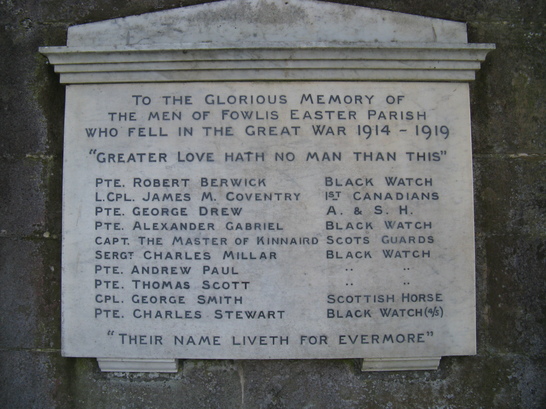 To the Glorious Memory of
the men of Fowlis Easter Parish
who fell in the Great War 1914 - 1919
"Greater love hath no man than this"
Pte. Robert Berwick Black Watch
L.Cpl. James M. Coventry 1st Canadians
Pte. George Drew A. & S. H.
Pte. Alexander Gabriel Black Watch
Capt. The Master of Kinnaird Scots Guards
Sergt Charles Millar Black Watch
Pte. Andrew Paul " "
Pte. Thomas Scott " "
Cpl. George Smith Scottish Horse
Pte. Charles Stewart Black Watch (4/5)
"Their name liveth for evermore"